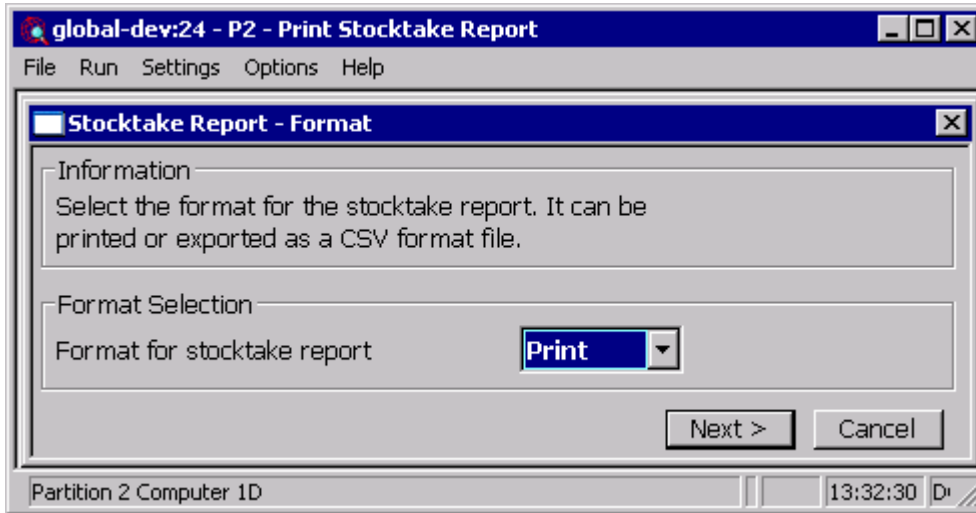 global-dev:24 - P2 - Print Stocktake Report
File Run Settings Options Help
Stocktake Report - Format
Information
Select the format for the stocktake report. It can be
printed or exported as a CSV format file.
Format Selection
Format for stocktake report Print
Next > Cancel
Partition 2 Computer 1D 13:32:30